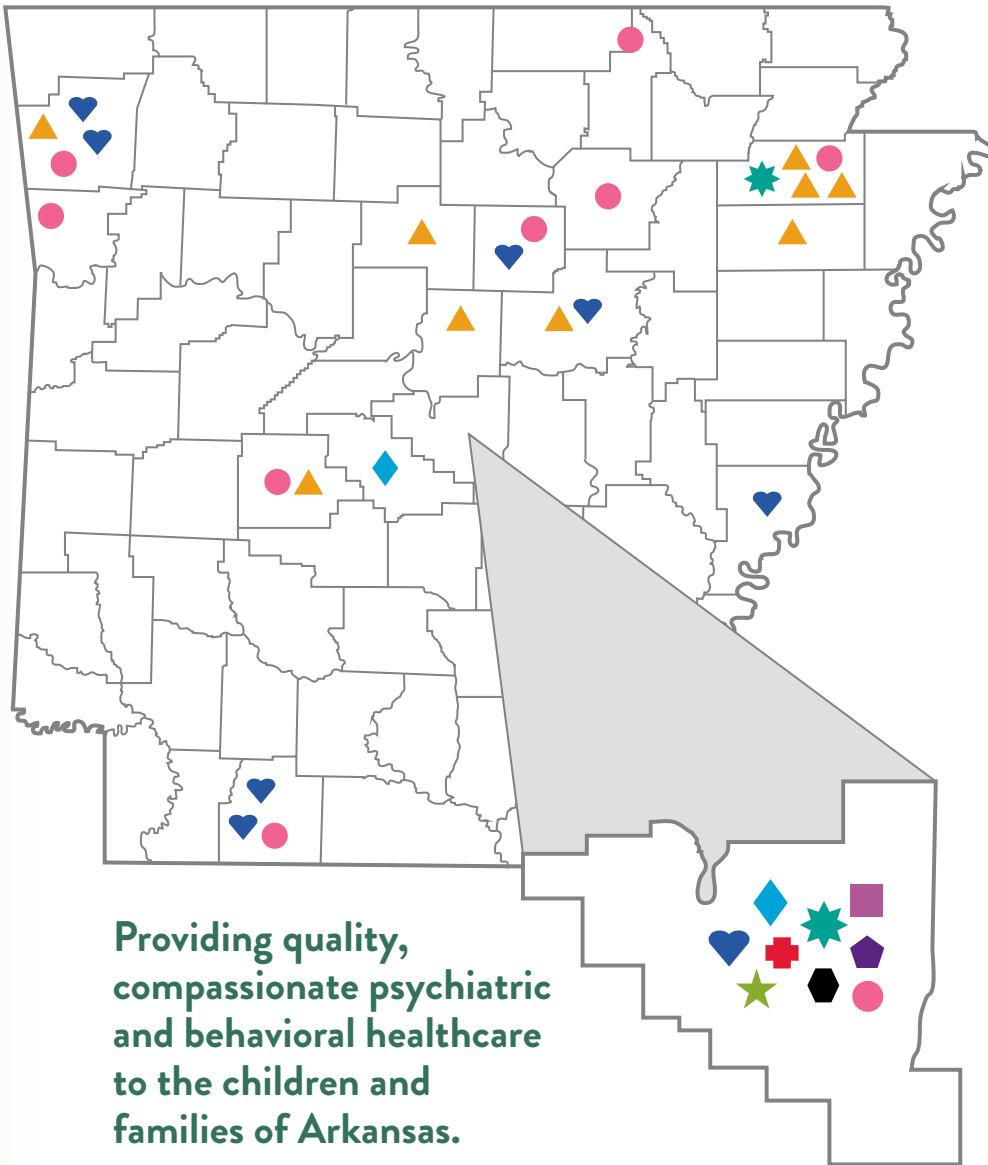 Providing quality,
compassionate psychiatric
and behavioral healthcare
to the children and
families of Arkansas.